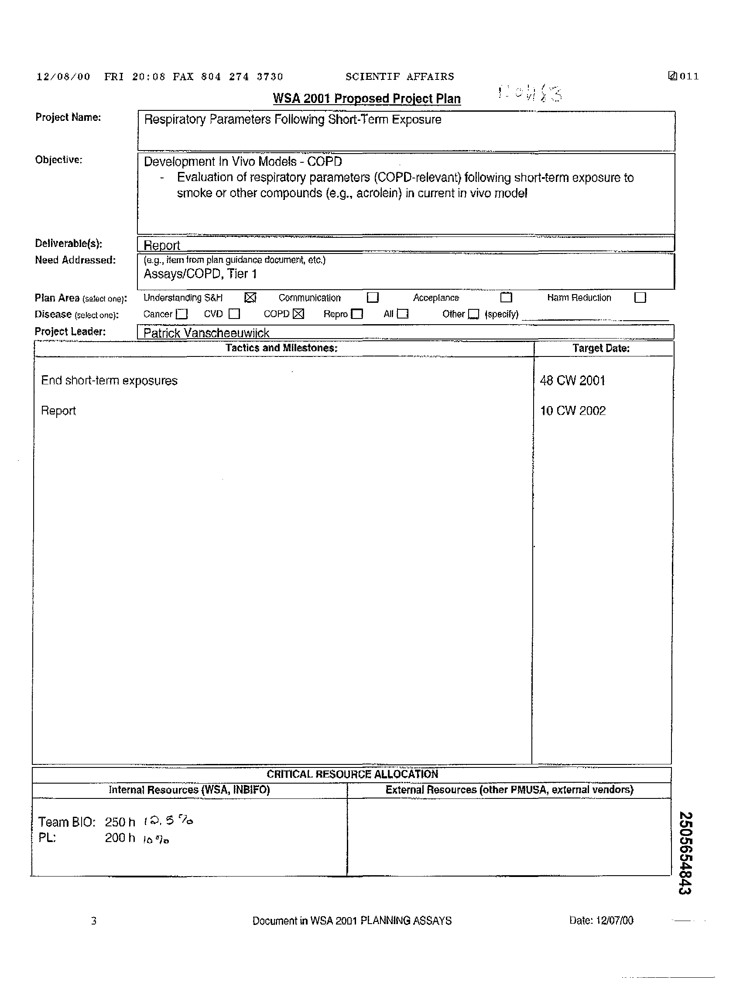 12/08/00 FRI 20:08 FAX 804 274 3730 SCIENTIF AFFAIRS 011
WSA 2001 Proposed Project Plan
Project Name: Respiratory Parameters Following Short-Term Exposure
Objective: Development In Vivo Models - COPD
- Evaluation of respiratory parameters (COPD-relevant) following short-term exposure to
smoke or other compounds (e.g., acrolein) in current in vivo model
Deliverable(s): Report
Need Addressed: (e.g., item from plan guidance document, etc.)
Assays/COPD, Tier 1
Plan Area (select one): Understanding S&H ☒ Communication ☐ Acceptance ☐ Harm Reduction ☐
Disease (select one): Cancer ☐ CVD ☐ COPD ☒ Repro ☐ All ☐ Other ☐ (specify)
Project Leader: Patrick Vanscheeuwijck
Tactics and Milestones: Target Date:
End short-term exposures 48 CW 2001
Report 10 CW 2002
CRITICAL RESOURCE ALLOCATION
Internal Resources (WSA, INBIFO) External Resources (other PMUSA, external vendors)
Team BIO: 250 h 12.5 %
PL: 200 h 10 %
2505654843
3 Document in WSA 2001 PLANNING ASSAYS Date: 12/07/00